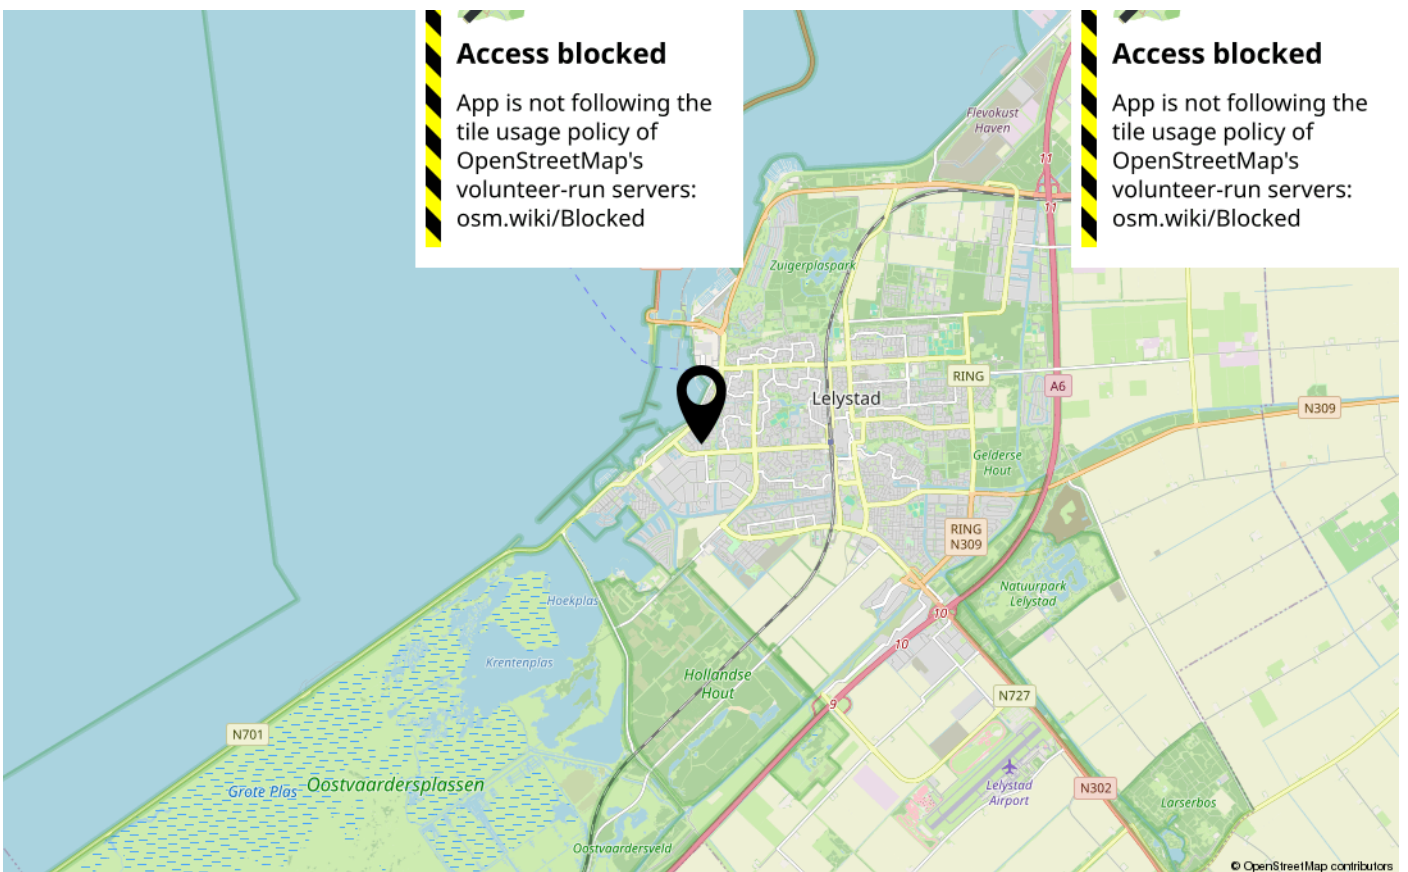 Access blocked
App is not following the
tile usage policy of
OpenStreetMap's
volunteer-run servers:
osm.wiki/Blocked
Access blocked
App is not following the
tile usage policy of
OpenStreetMap's
volunteer-run servers:
osm.wiki/Blocked
Flevokust
Haven
11
11
Zuigerplaspark
RING
A6
Lelystad
N309
Gelderse
Hout
RING
N309
Natuurpark
Lelystad
Hoekplas
10
10
Krentenplas
Hollandse
Hout
N727
9
N701
Oostvaardersplassen
Grote Plas
Lelystad
Airport
N302
Larserbos
Oostvaardersveld
© OpenStreetMap contributors